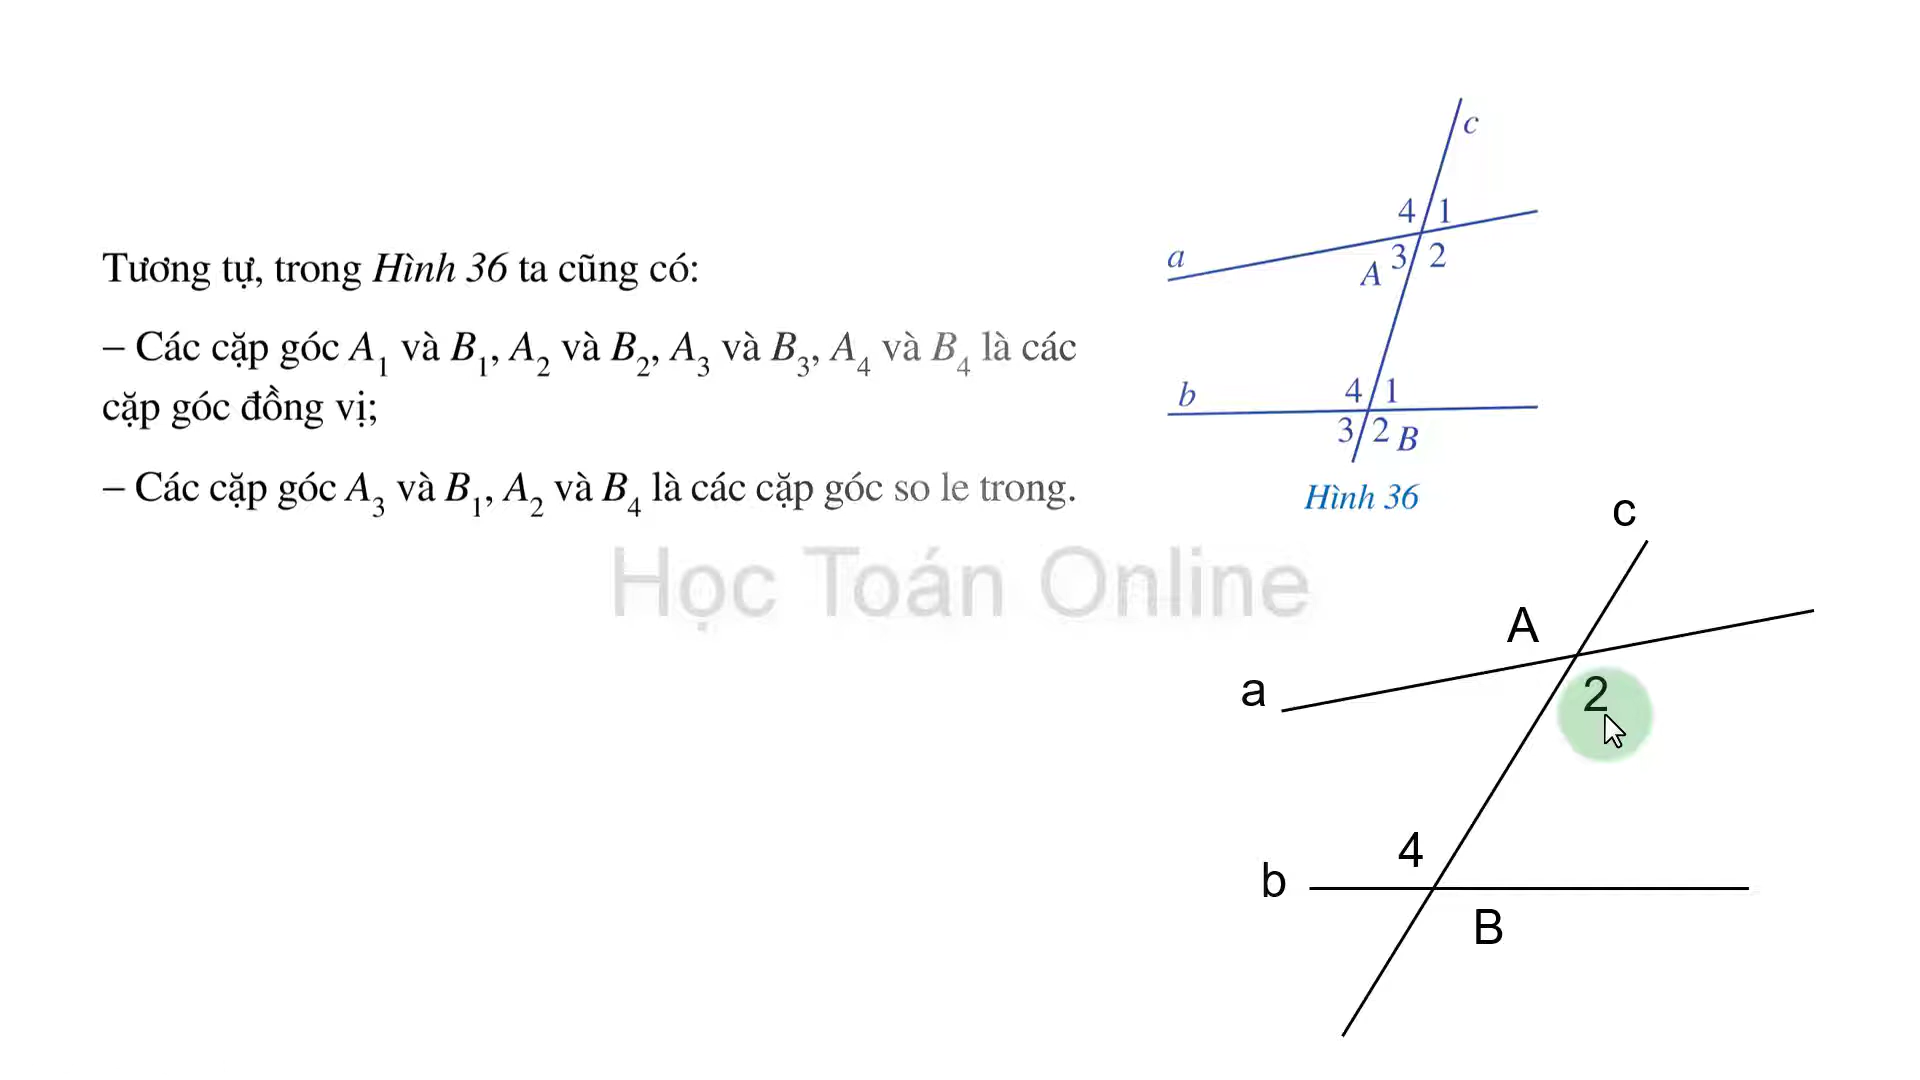 Tương tự, trong Hình 36 ta cũng có:
– Các cặp góc A₁ và B₁, A₂ và B₂, A₃ và B₃, A₄ và B₄ là các
cặp góc đồng vị;
– Các cặp góc A₃ và B₁, A₂ và B₄ là các cặp góc so le trong.
c
4 1
a
A 3 2
b
4 1
3 2 B
Hình 36
Học Toán Online
c
A
a
2
4
b
B